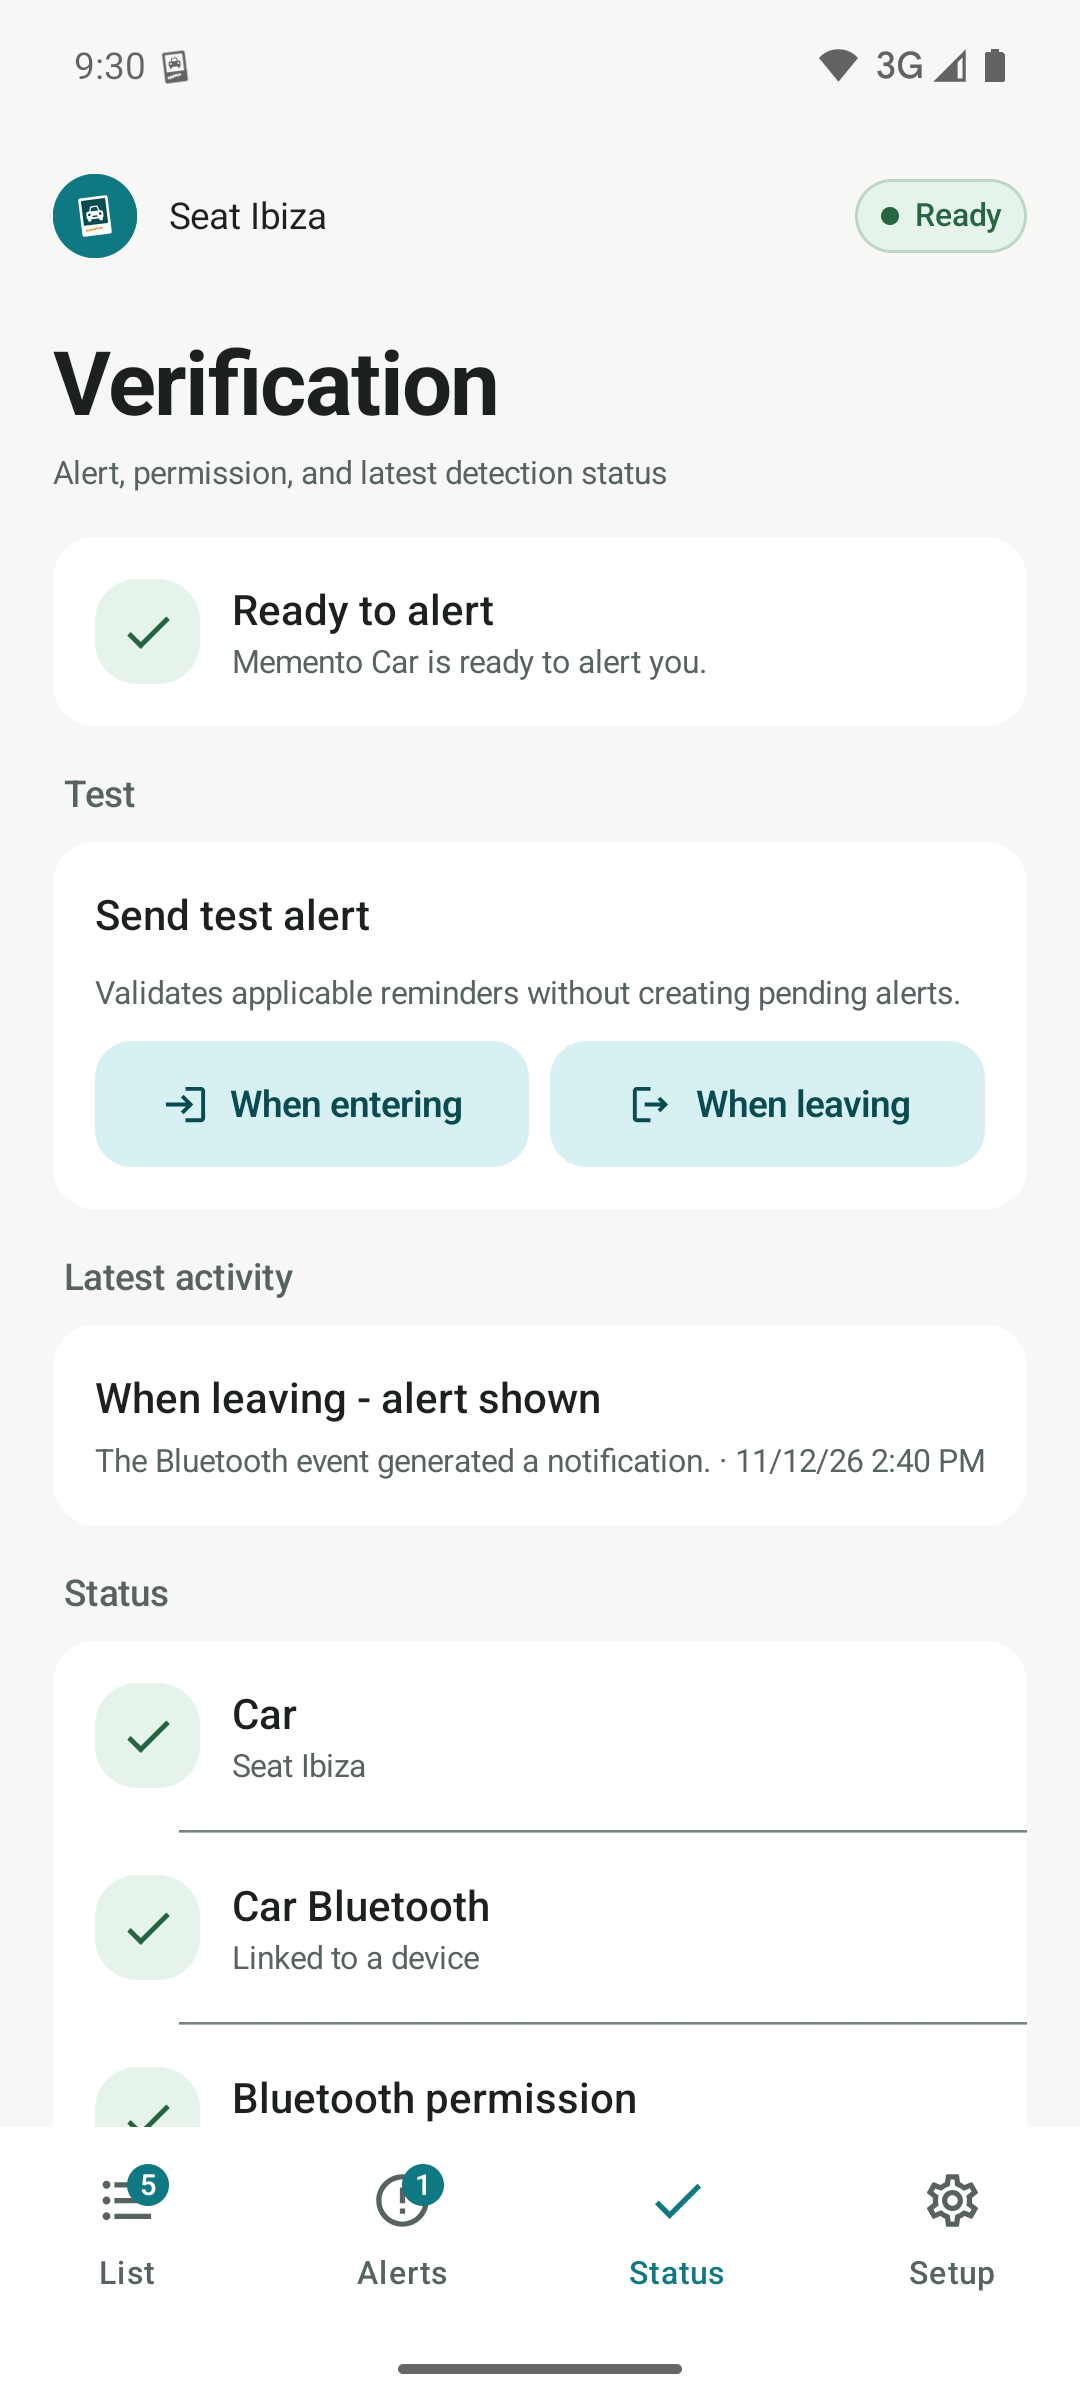 9:30
3G
Seat Ibiza
Ready
Verification
Alert, permission, and latest detection status
Ready to alert
Memento Car is ready to alert you.
Test
Send test alert
Validates applicable reminders without creating pending alerts.
When entering
When leaving
Latest activity
When leaving - alert shown
The Bluetooth event generated a notification. · 11/12/26 2:40 PM
Status
Car
Seat Ibiza
Car Bluetooth
Linked to a device
Bluetooth permission
5
1
List
Alerts
Status
Setup